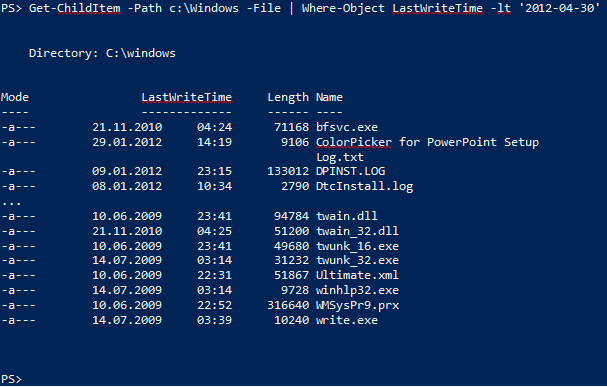 PS> Get-ChildItem -Path c:\Windows -File | Where-Object LastWriteTime -lt '2012-04-30'
Directory: C:\windows
Mode LastWriteTime Length Name
---- ------------- ------ ----
-a--- 21.11.2010 04:24 71168 bfsvc.exe
-a--- 29.01.2012 14:19 9106 ColorPicker for PowerPoint Setup
Log.txt
-a--- 09.01.2012 23:15 133012 DPINST.LOG
-a--- 08.01.2012 10:34 2790 DtcInstall.log
...
-a--- 10.06.2009 23:41 94784 twain.dll
-a--- 21.11.2010 04:25 51200 twain_32.dll
-a--- 10.06.2009 23:41 49680 twunk_16.exe
-a--- 14.07.2009 03:14 31232 twunk_32.exe
-a--- 10.06.2009 22:31 51867 Ultimate.xml
-a--- 14.07.2009 03:14 9728 winhlp32.exe
-a--- 10.06.2009 22:52 316640 WMSysPr9.prx
-a--- 14.07.2009 03:39 10240 write.exe
PS>